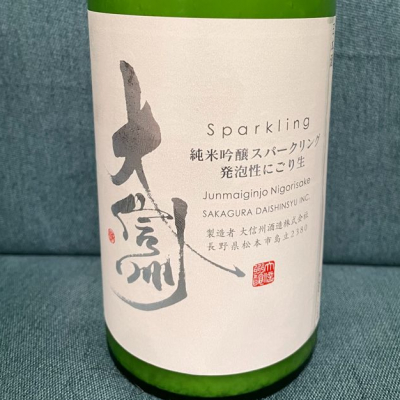 大信州
Sparkling
純米吟醸スパークリング
発泡性にごり生
Junmaiginjo Nigorisake
SAKAGURA DAISHINSYU INC.
製造者 大信州酒造株式会社
長野県松本市島立2380